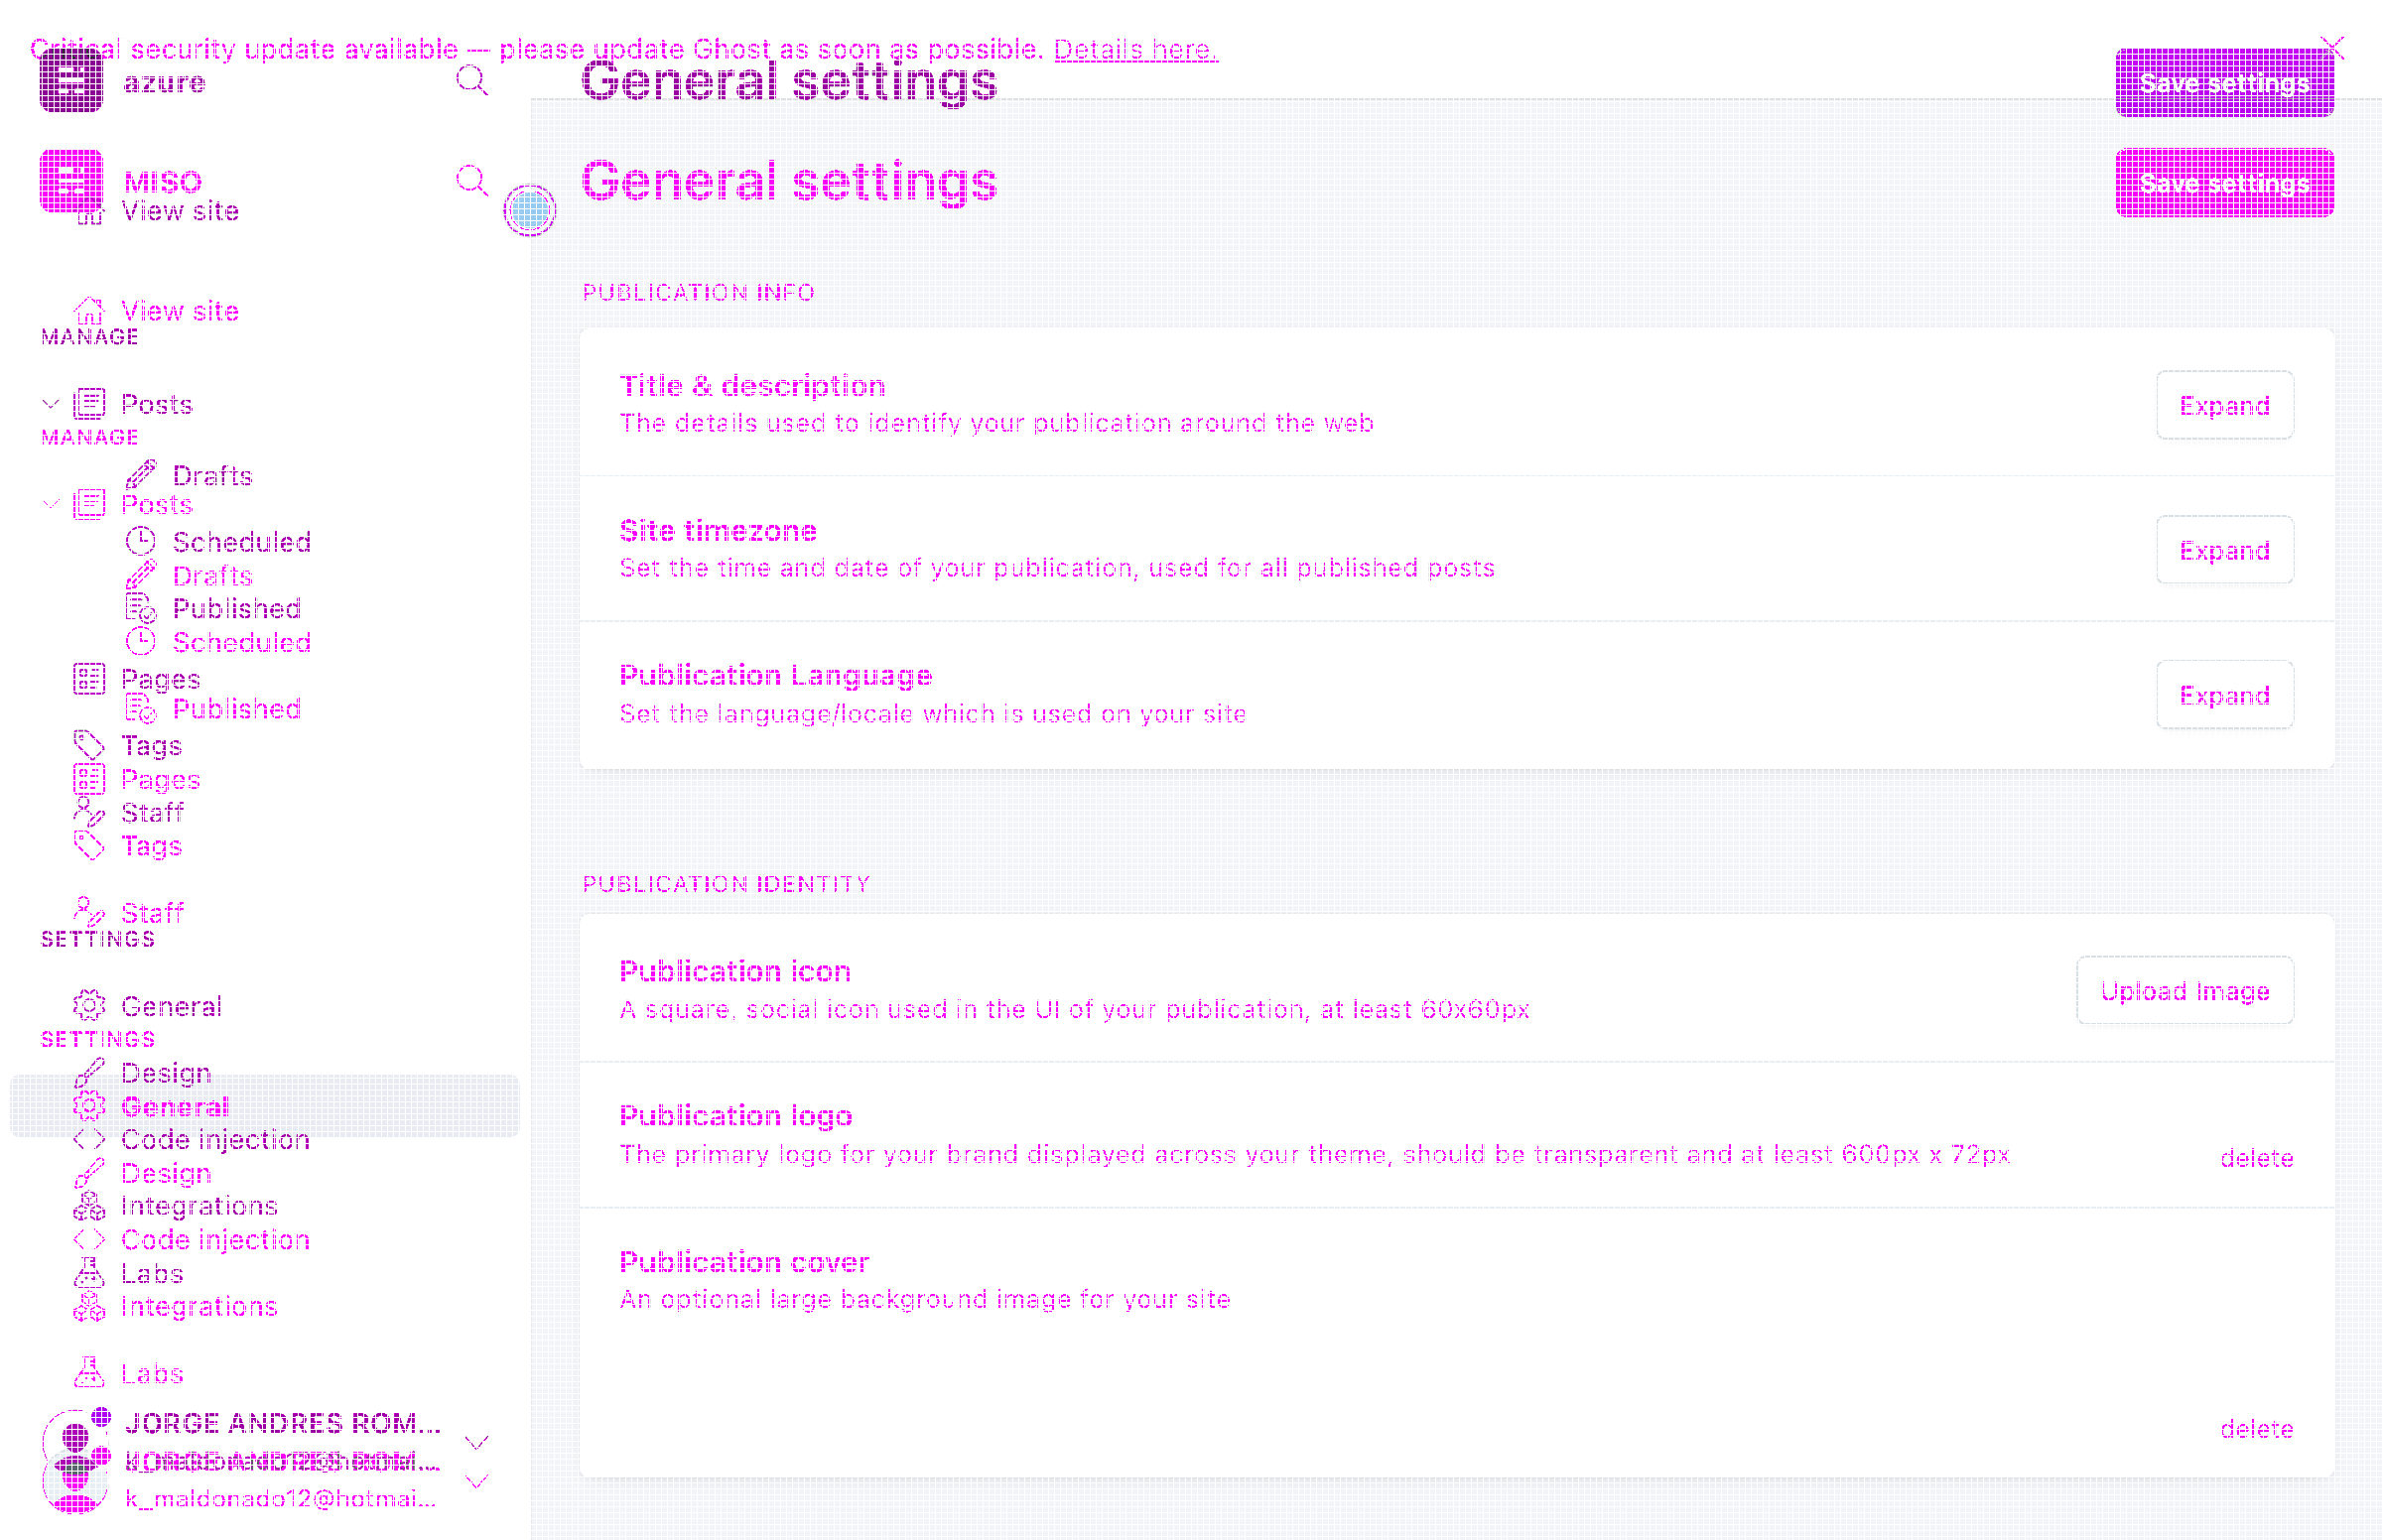 Critical security update available — please update Ghost as soon as possible. Details here.
azure
General settings
Save settings
MISO
General settings
Save settings
View site
PUBLICATION INFO
View site
MANAGE
Title & description
The details used to identify your publication around the web
Expand
Posts
MANAGE
Drafts
Posts
Site timezone
Set the time and date of your publication, used for all published posts
Expand
Scheduled
Drafts
Published
Scheduled
Publication Language
Set the language/locale which is used on your site
Expand
Pages
Published
Tags
Pages
Staff
Tags
PUBLICATION IDENTITY
Staff
SETTINGS
Publication icon
A square, social icon used in the UI of your publication, at least 60x60px
Upload Image
General
SETTINGS
Design
General
Publication logo
The primary logo for your brand displayed across your theme, should be transparent and at least 600px x 72px
delete
Code injection
Design
Integrations
Code injection
Publication cover
An optional large background image for your site
Labs
Integrations
Labs
JORGE ANDRES ROM...
delete
JORGE ANDRES ROM...
k_maldonado12@hotmai...